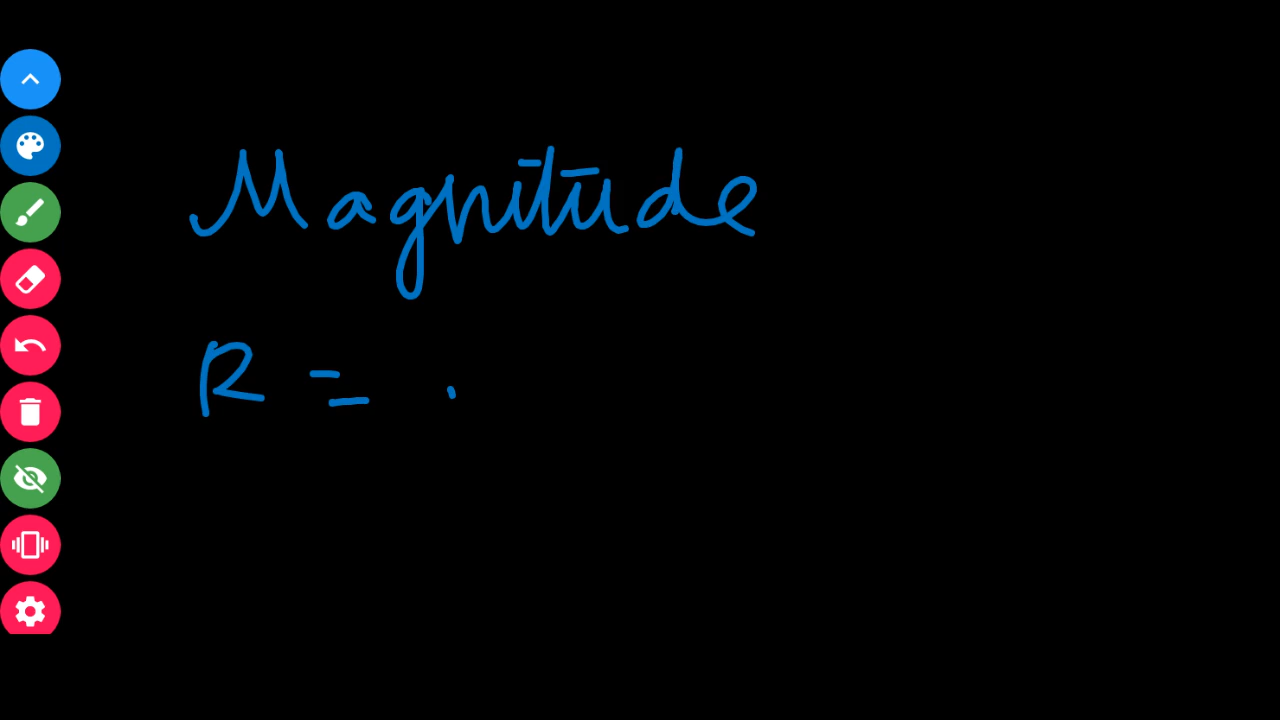 Magnitude
R = .